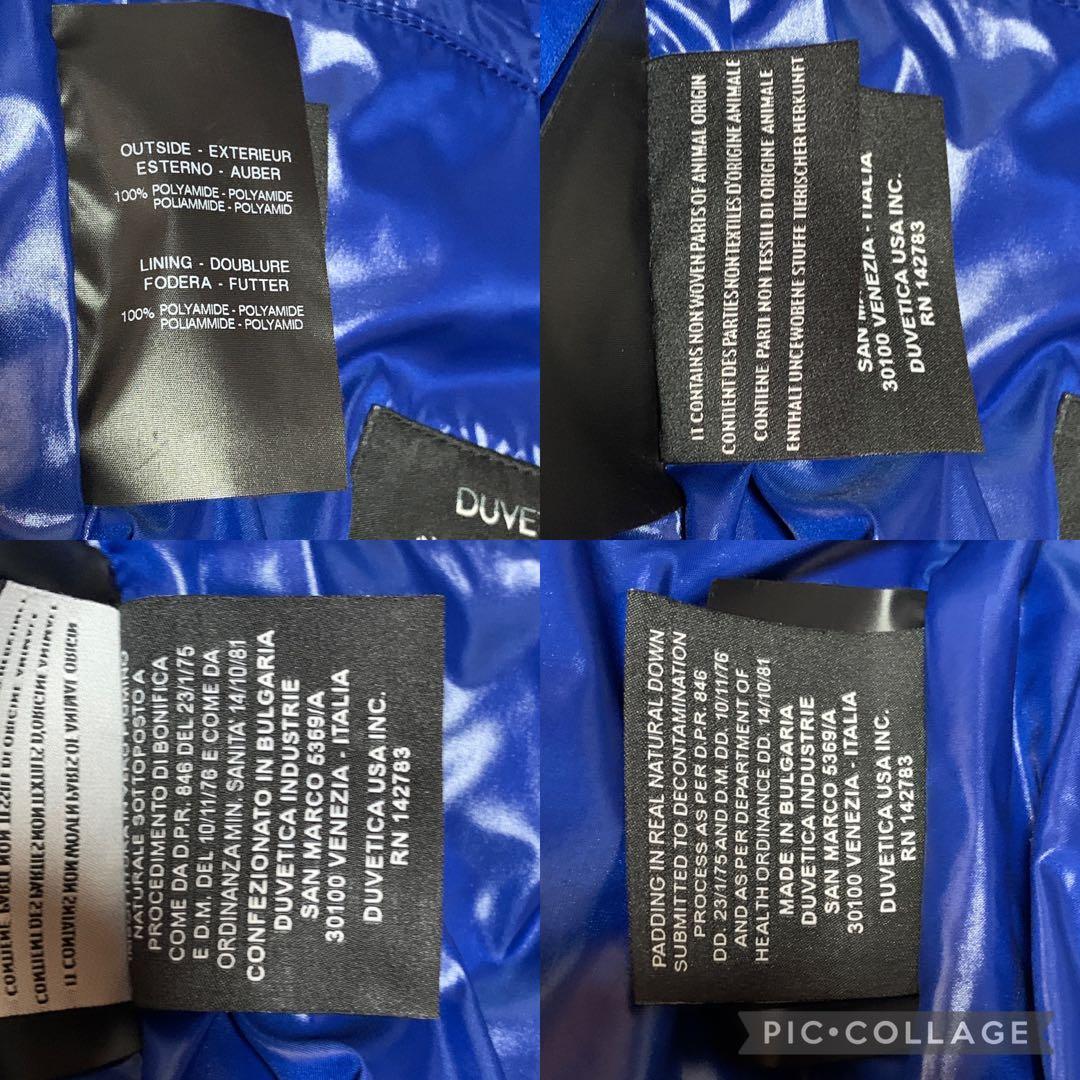 OUTSIDE - EXTERIEUR
ESTERNO - AUBER
100% POLYAMIDE - POLYAMIDE
POLIAMMIDE - POLYAMID
LINING - DOUBLURE
FODERA - FUTTER
100% POLYAMIDE - POLYAMIDE
POLIAMMIDE - POLYAMID
DUVE
IT CONTAINS NON WOVEN PARTS OF ANIMAL ORIGIN
CONTIENT DES PARTIES NON TEXTILES D'ORIGINE ANIMALE
CONTIENE PARTI NON TESSILI DI ORIGINE ANIMALE
ENTHALT UNCEWOBENE STUFFE TIERISCHER HERKUNFT
SAN M
30100 VENEZIA - ITALIA
DUVETICA USA INC.
RN 142783
NATURALE SOTTOPOSTO A
PROCEDIMENTO DI BONIFICA
COME DA D.P.R. 846 DEL 23/1/75
E D.M. DEL 10/1/76 E COME DA
ORDINANZA MIN. SANITA' 14/10/81
CONFEZIONATO IN BULGARIA
DUVETICA INDUSTRIE
SAN MARCO 5369/A
30100 VENEZIA - ITALIA
DUVETICA USA INC.
RN 142783
PADDING IN REAL NATURAL DOWN
SUBMITTED TO DECONTAMINATION
PROCESS AS PER D.P.R. 846
DD. 23/1/75 AND D.M. DD. 10/11/76
AND AS PER DEPARTMENT OF
HEALTH ORDINANCE DD. 14/10/81
MADE IN BULGARIA
DUVETICA INDUSTRIE
SAN MARCO 5369/A
30100 VENEZIA - ITALIA
DUVETICA USA INC.
RN 142783
PIC•COLLAGE